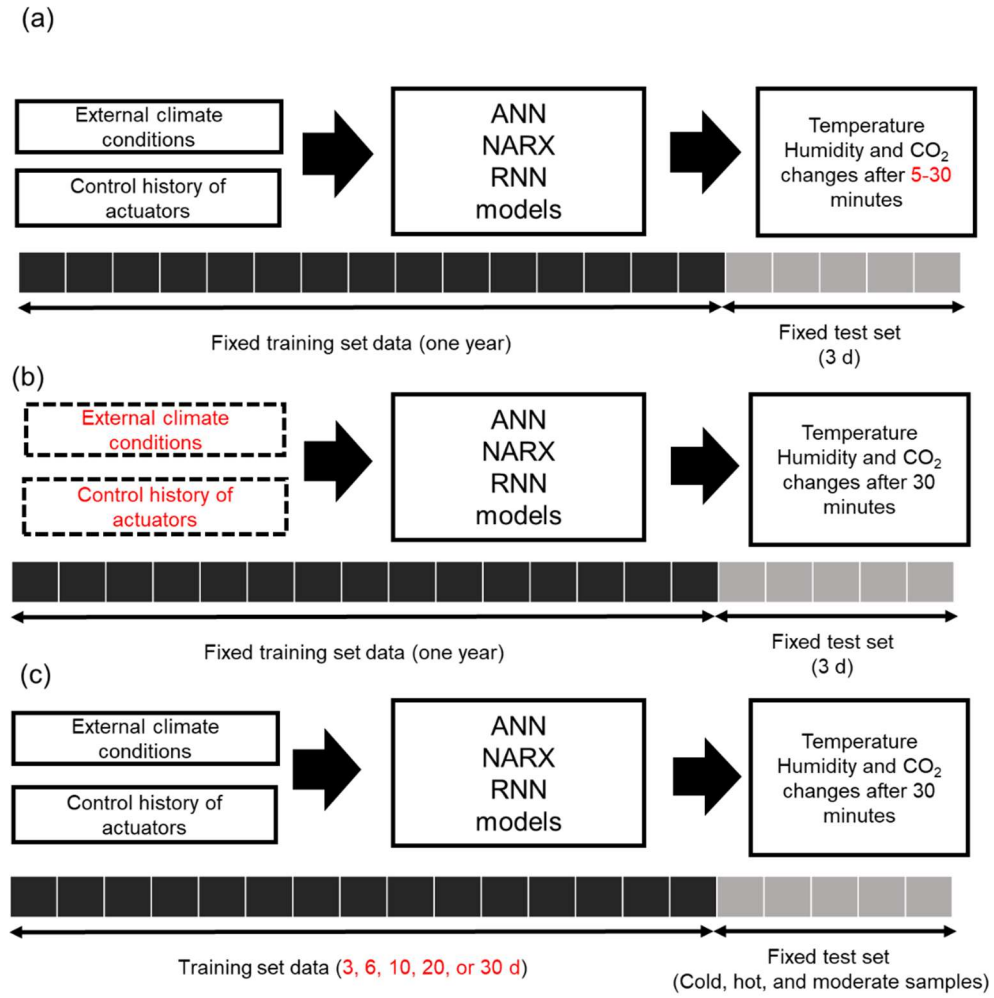 (a)
External climate
conditions
Control history of
actuators
ANN
NARX
RNN
models
Temperature
Humidity and CO₂
changes after 5-30
minutes
Fixed training set data (one year)
Fixed test set
(3 d)
(b)
External climate
conditions
Control history of
actuators
ANN
NARX
RNN
models
Temperature
Humidity and CO₂
changes after 30
minutes
Fixed training set data (one year)
Fixed test set
(3 d)
(c)
External climate
conditions
Control history of
actuators
ANN
NARX
RNN
models
Temperature
Humidity and CO₂
changes after 30
minutes
Training set data (3, 6, 10, 20, or 30 d)
Fixed test set
(Cold, hot, and moderate samples)